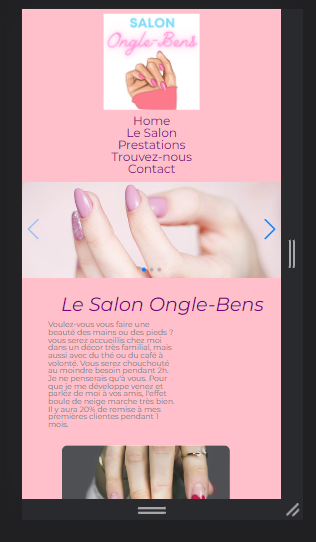 SALON
Ongle-Bens
Home
Le Salon
Prestations
Trouvez-nous
Contact
Le Salon Ongle-Bens
Voulez-vous vous faire une
beauté des mains ou des pieds ?
vous serez accueillis chez moi
dans un décor très familial, mais
aussi avec du thé ou du café à
volonté. Vous serez chouchouté
au moindre besoin pendant 2h.
Je ne penserais qu'à vous. Pour
que je me développe venez et
parlez de moi à vos amis, l'effet
boule de neige marche très bien.
Il y aura 20% de remise à mes
premières clientes pendant 1
mois.